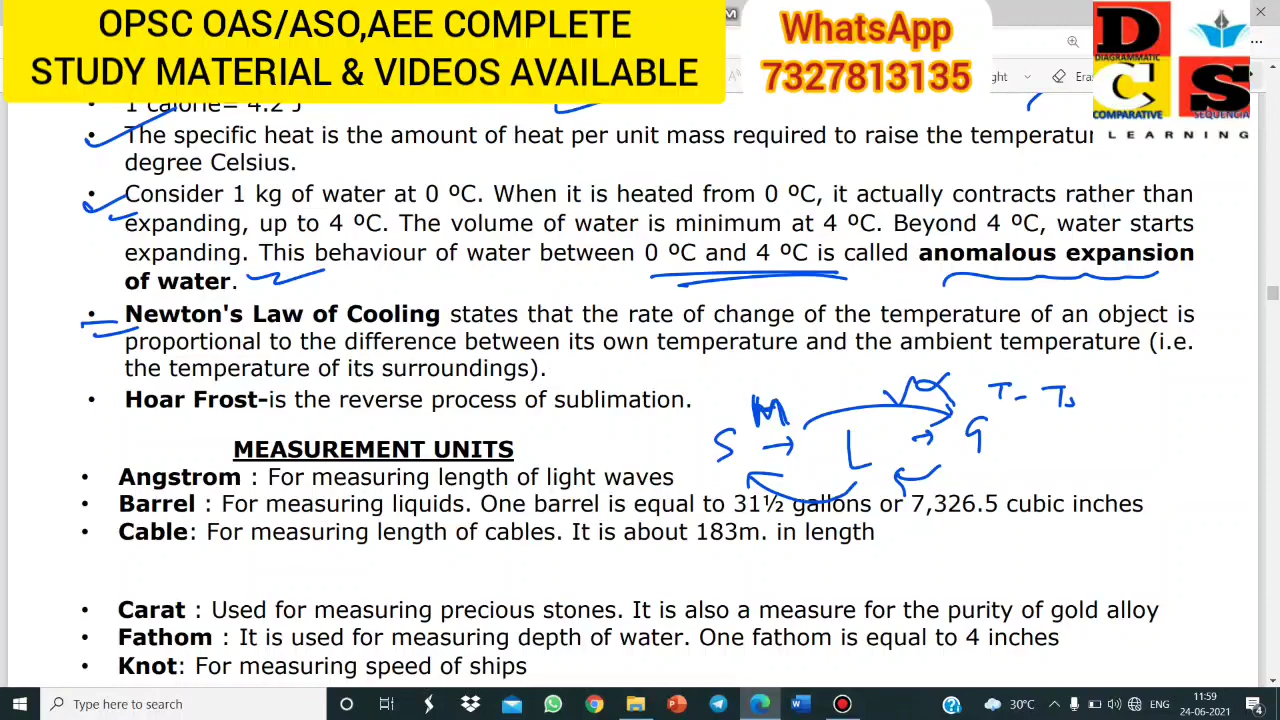 OPSC OAS/ASO,AEE COMPLETE
STUDY MATERIAL & VIDEOS AVAILABLE
WhatsApp
7327813135
D
DIAGRAMMATIC
C S
COMPARATIVE SEQUENCIA
LEARNING
• 1 calorie= 4.2 J
• The specific heat is the amount of heat per unit mass required to raise the
degree Celsius.
• Consider 1 kg of water at 0 ºC. When it is heated from 0 ºC, it actually contracts rather than
expanding, up to 4 ºC. The volume of water is minimum at 4 ºC. Beyond 4 ºC, water starts
expanding. This behaviour of water between 0 ºC and 4 ºC is called anomalous expansion
of water.
• Newton's Law of Cooling states that the rate of change of the temperature of an object is
proportional to the difference between its own temperature and the ambient temperature (i.e.
the temperature of its surroundings).
• Hoar Frost-is the reverse process of sublimation.
M
S → L → G
MEASUREMENT UNITS
• Angstrom : For measuring length of light waves
• Barrel : For measuring liquids. One barrel is equal to 31½ gallons or 7,326.5 cubic inches
• Cable: For measuring length of cables. It is about 183m. in length
• Carat : Used for measuring precious stones. It is also a measure for the purity of gold alloy
• Fathom : It is used for measuring depth of water. One fathom is equal to 4 inches
• Knot: For measuring speed of ships
Type here to search
30°C
ENG
11:59
24-06-2021
4